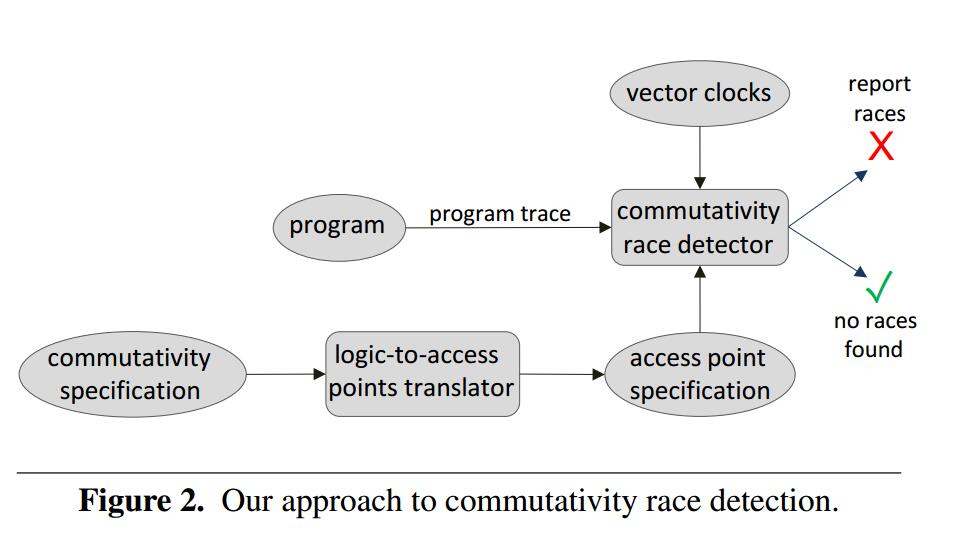 vector clocks
report
races
X
program
program trace
commutativity
race detector
no races
found
commutativity
specification
logic-to-access
points translator
access point
specification
Figure 2. Our approach to commutativity race detection.